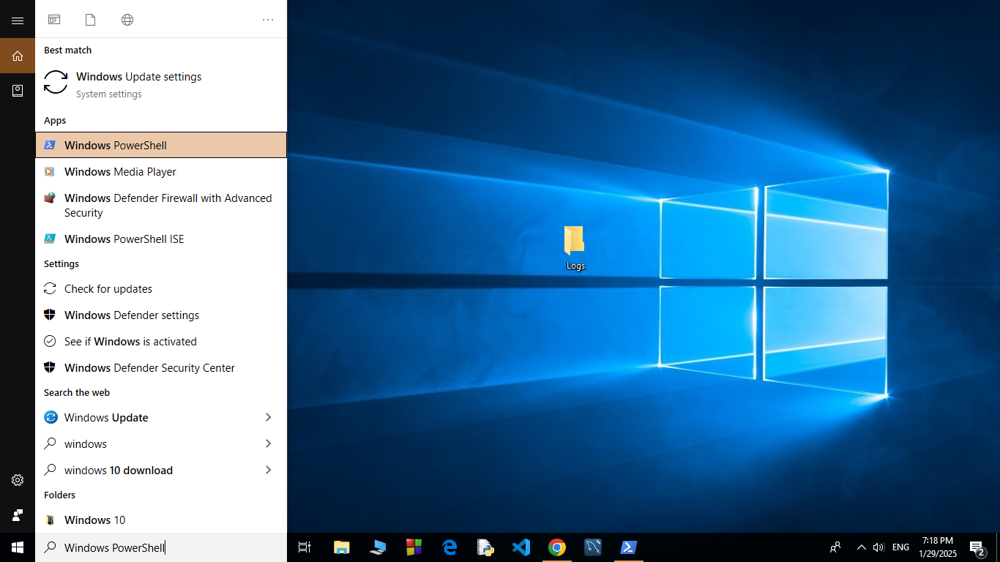 Best match
Windows Update settings
System settings
Apps
Windows PowerShell
Windows Media Player
Windows Defender Firewall with Advanced
Security
Windows PowerShell ISE
Settings
Check for updates
Windows Defender settings
See if Windows is activated
Windows Defender Security Center
Search the web
Windows Update
windows
windows 10 download
Folders
Windows 10
Windows PowerShell
Logs
ENG
7:18 PM
1/29/2025
2